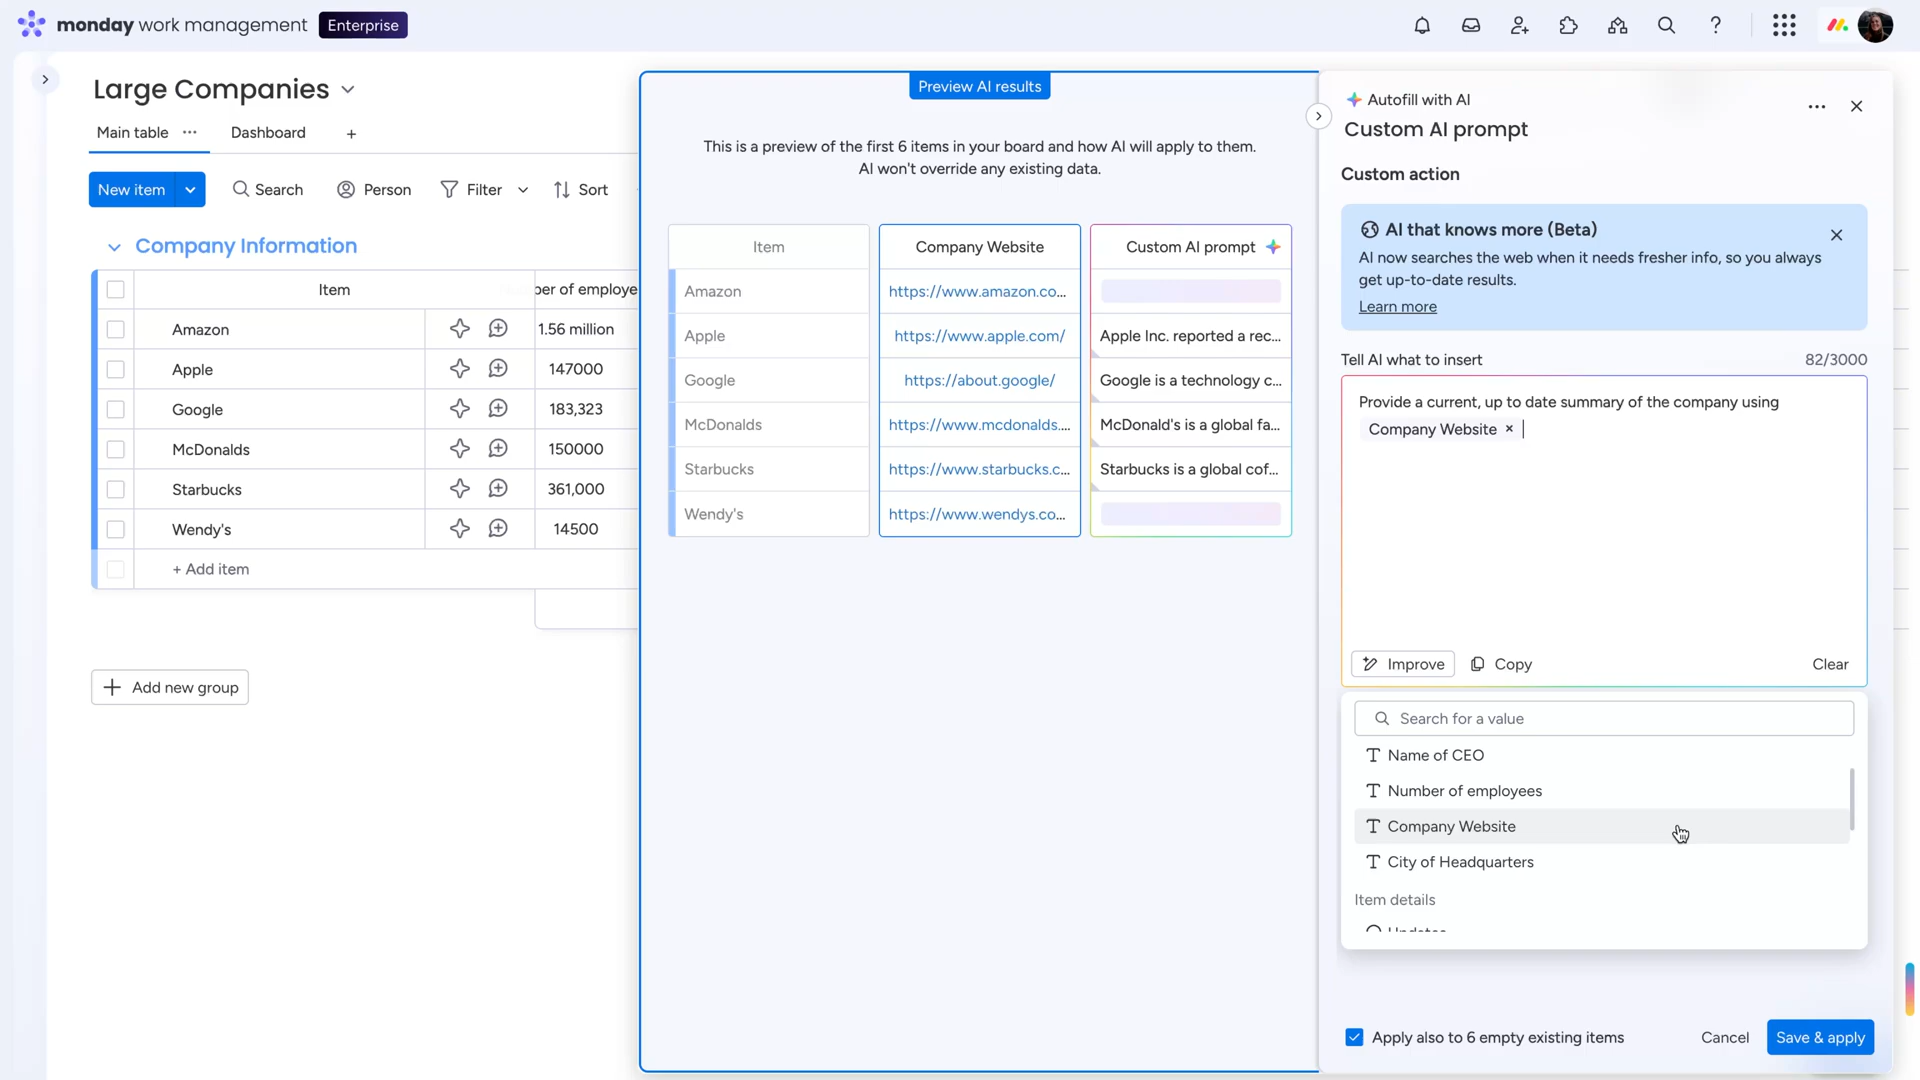 monday work management Enterprise
Large Companies
Main table
Dashboard
New item
Search
Person
Filter
Sort
Company Information
Item
ber of employe
Amazon
1.56 million
Apple
147000
Google
183,323
McDonalds
150000
Starbucks
361,000
Wendy's
14500
+ Add item
Add new group
Preview AI results
This is a preview of the first 6 items in your board and how AI will apply to them.
AI won't override any existing data.
Item
Company Website
Custom AI prompt
Amazon
https://www.amazon.co...
Apple
https://www.apple.com/
Apple Inc. reported a rec...
Google
https://about.google/
Google is a technology c...
McDonalds
https://www.mcdonalds....
McDonald's is a global fa...
Starbucks
https://www.starbucks.c...
Starbucks is a global cof...
Wendy's
https://www.wendys.co...
Autofill with AI
Custom AI prompt
Custom action
AI that knows more (Beta)
AI now searches the web when it needs fresher info, so you always
get up-to-date results.
Learn more
Tell AI what to insert
82/3000
Provide a current, up to date summary of the company using
Company Website ×
Improve
Copy
Clear
Search for a value
Name of CEO
Number of employees
Company Website
City of Headquarters
Item details
Updates
Apply also to 6 empty existing items
Cancel
Save & apply